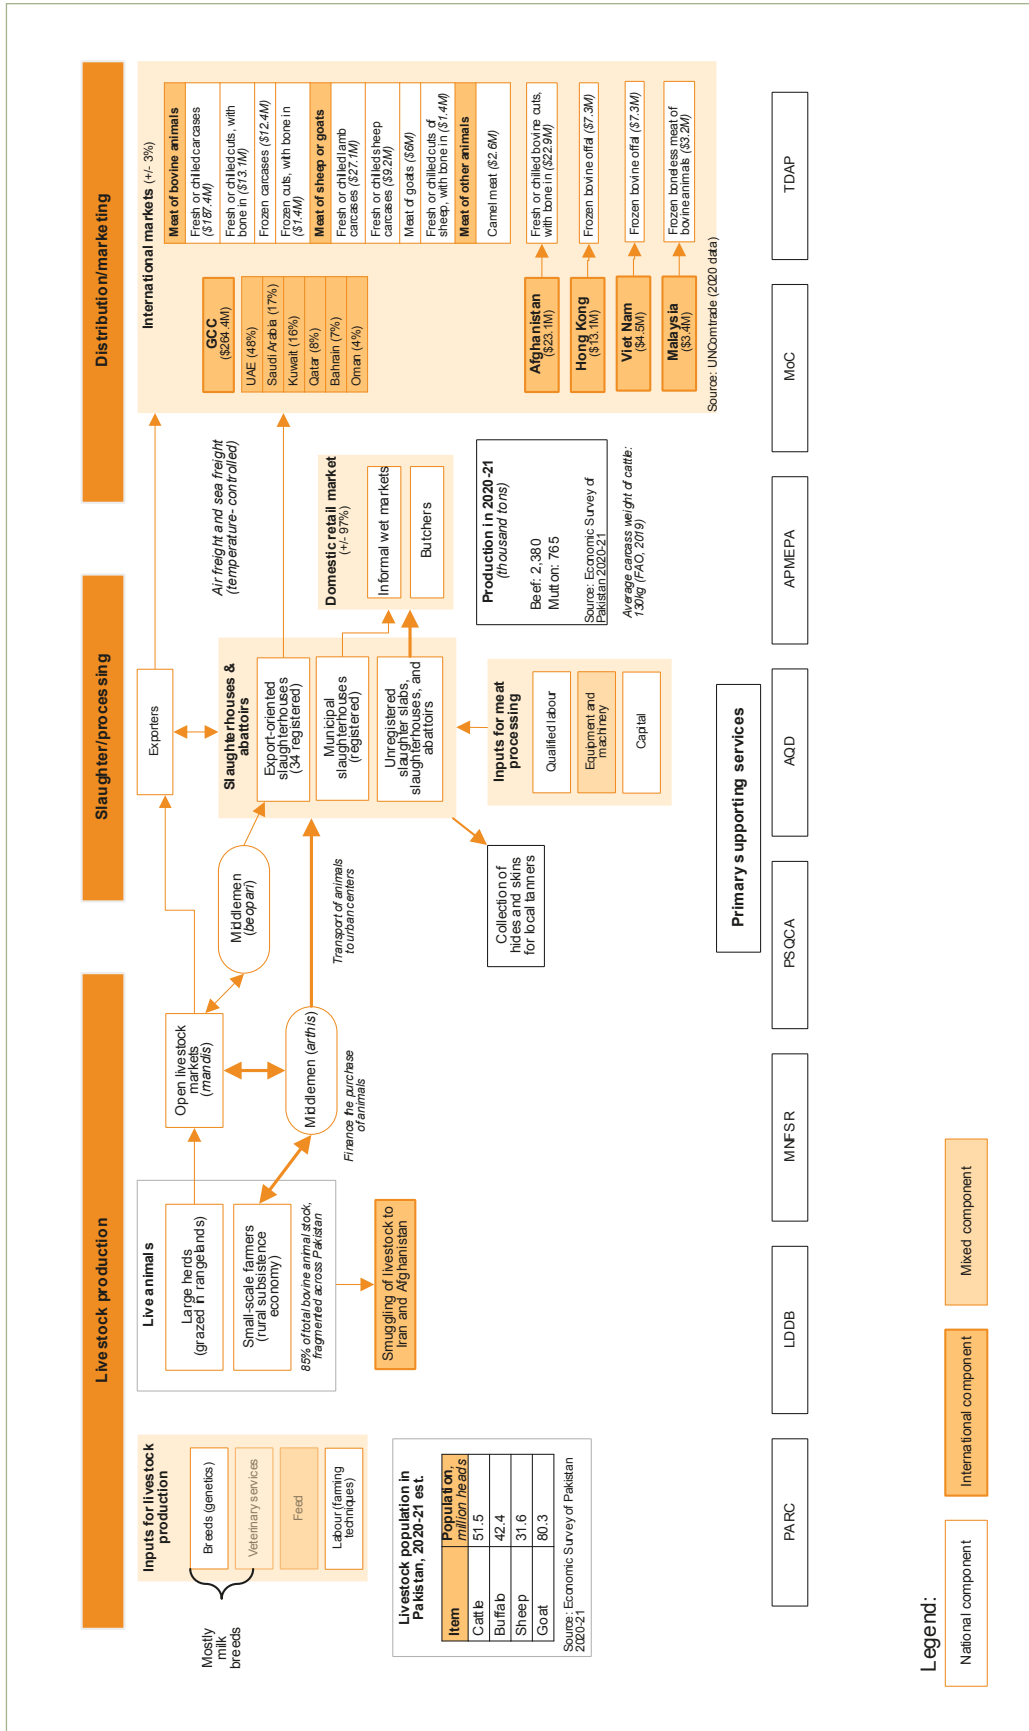 Livestock production
Slaughter/processing
Distribution/marketing
Inputs for livestock
production
Breeds (genetics)
Veterinary services
Feed
Labour (farming
techniques)
Mostly
milk
breeds
Livestock population in
Pakistan, 2020-21 est.
Item
Population,
million heads
Cattle
51.5
Buffalo
42.4
Sheep
31.6
Goat
80.3
Source: Economic Survey of Pakistan
2020-21
Live animals
Large herds
(grazed in rangelands)
Small-scale farmers
(rural subsistence
economy)
85% of total bovine animal stock,
fragmented across Pakistan
Smuggling of livestock to
Iran and Afghanistan
Open livestock
markets
(mandis)
Middlemen (arthis)
Finance the purchase
of animals
Middlemen
(beopari)
Transport of animals
to urban centers
Exporters
Slaughterhouses &
abattoirs
Export-oriented
slaughterhouses
(34 registered)
Municipal
slaughterhouses
(registered)
Unregistered
slaughter slabs,
slaughterhouses, and
abattoirs
Collection of
hides and skins
for local tanners
Inputs for meat
processing
Qualified labour
Equipment and
machinery
Capital
Air freight and sea freight
(temperature- controlled)
Domestic retail market
(+/- 97%)
Informal wet markets
Butchers
Production in 2020-21
(thousand tons)
Beef: 2,380
Mutton: 765
Source: Economic Survey of
Pakistan 2020-21
Average carcass weight of cattle:
130kg (FAO, 2019)
International markets (+/- 3%)
GCC
($264.4M)
UAE (48%)
Saudi Arabia (17%)
Kuwait (16%)
Qatar (8%)
Bahrain (7%)
Oman (4%)
Meat of bovine animals
Fresh or chilled carcases
($187.4M)
Fresh or chilled cuts, with
bone in ($13.1M)
Frozen carcases ($12.4M)
Frozen cuts, with bone in
($1.4M)
Meat of sheep or goats
Fresh or chilled lamb
carcases ($27.1M)
Fresh or chilled sheep
carcases ($9.2M)
Meat of goats ($6M)
Fresh or chilled cuts of
sheep, with bone in ($1.4M)
Meat of other animals
Camel meat ($2.6M)
Afghanistan
($23.1M)
Fresh or chilled bovine cuts,
with bone in ($22.9M)
Hong Kong
($13.1M)
Frozen bovine offal ($7.3M)
Viet Nam
($4.5M)
Frozen bovine offal ($7.3M)
Malaysia
($3.4M)
Frozen boneless meat of
bovine animals ($3.2M)
Source: UNComtrade (2020 data)
Primary supporting services
PARC
LDDB
MNFSR
PSQCA
AQD
APMEPA
MoC
TDAP
Legend:
National component
International component
Mixed component